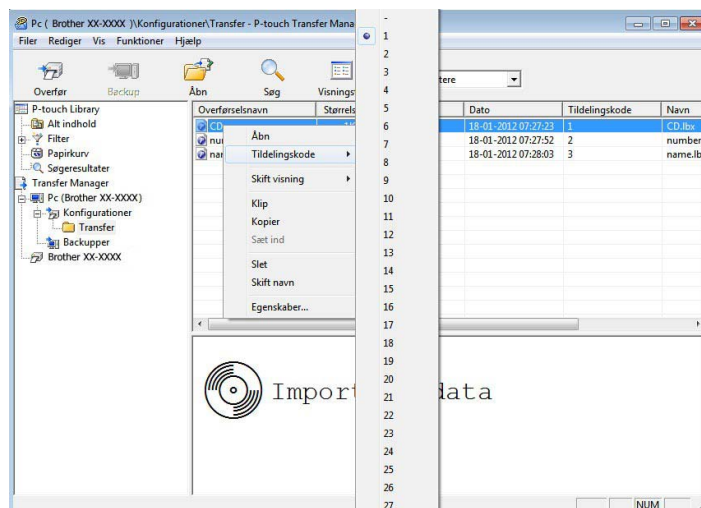 Pc ( Brother XX-XXXX )\Konfigurationer\Transfer - P-touch Transfer Mana
Filer Rediger Vis Funktioner Hjælp
Overfør Backup Åbn Søg Visnings
tere
P-touch Library
Alt indhold
Filter
Papirkurv
Søgeresultater
Transfer Manager
Pc (Brother XX-XXXX)
Konfigurationer
Transfer
Backupper
Brother XX-XXXX
Overførselsnavn Størrels Dato Tildelingskode Navn
CD 18-01-2012 07:27:23 1 CD.lbx
nu 18-01-2012 07:27:52 2 number
na 18-01-2012 07:28:03 3 name.lb
Åbn
Tildelingskode
Skift visning
Klip
Kopier
Sæt ind
Slet
Skift navn
Egenskaber...
-
1
2
3
4
5
6
7
8
9
10
11
12
13
14
15
16
17
18
19
20
21
22
23
24
25
26
27
Impor data
NUM